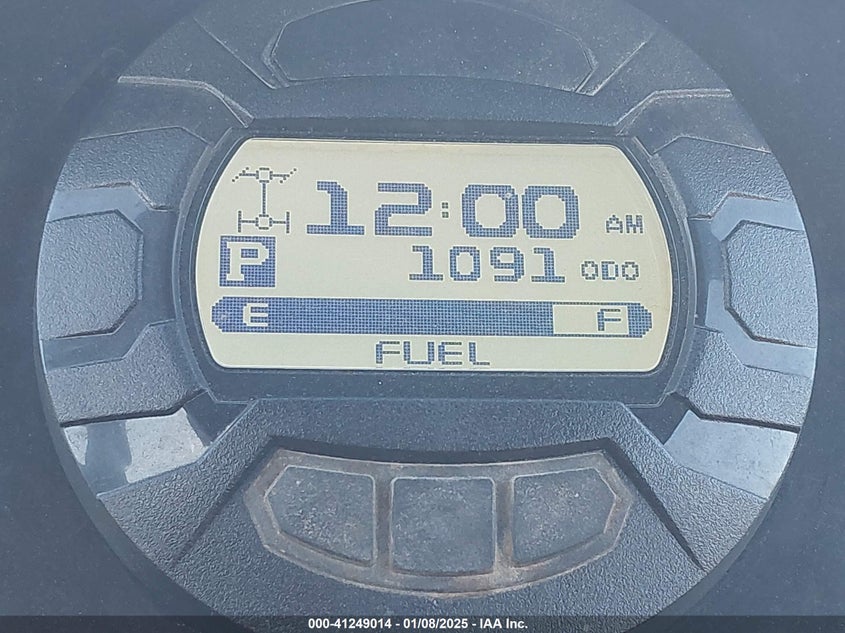 12:00 AM
P 1091 ODO
E F
FUEL
000-41249014 - 01/08/2025 - IAA Inc.